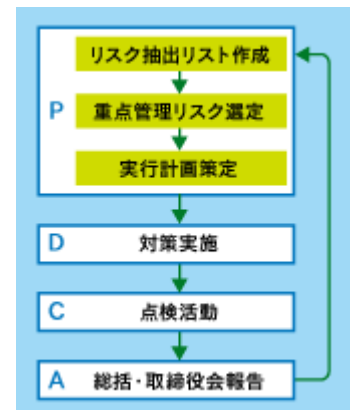 リスク抽出リスト作成
P 重点管理リスク選定
実行計画策定
D 対策実施
C 点検活動
A 総括・取締役会報告